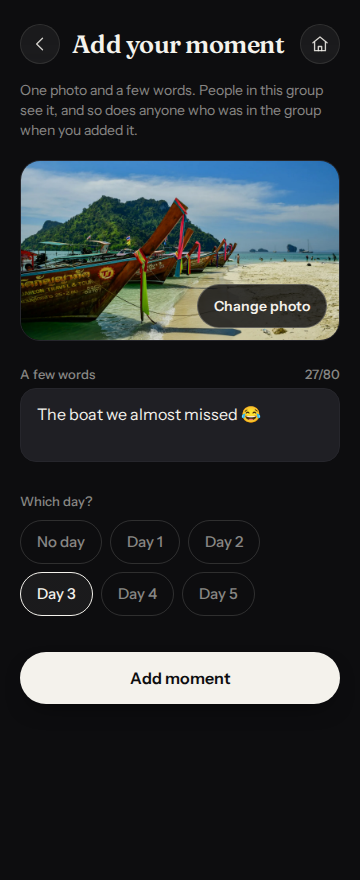 Add your moment
One photo and a few words. People in this group
see it, and so does anyone who was in the group
when you added it.
Change photo
A few words
27/80
The boat we almost missed 😂
Which day?
No day
Day 1
Day 2
Day 3
Day 4
Day 5
Add moment